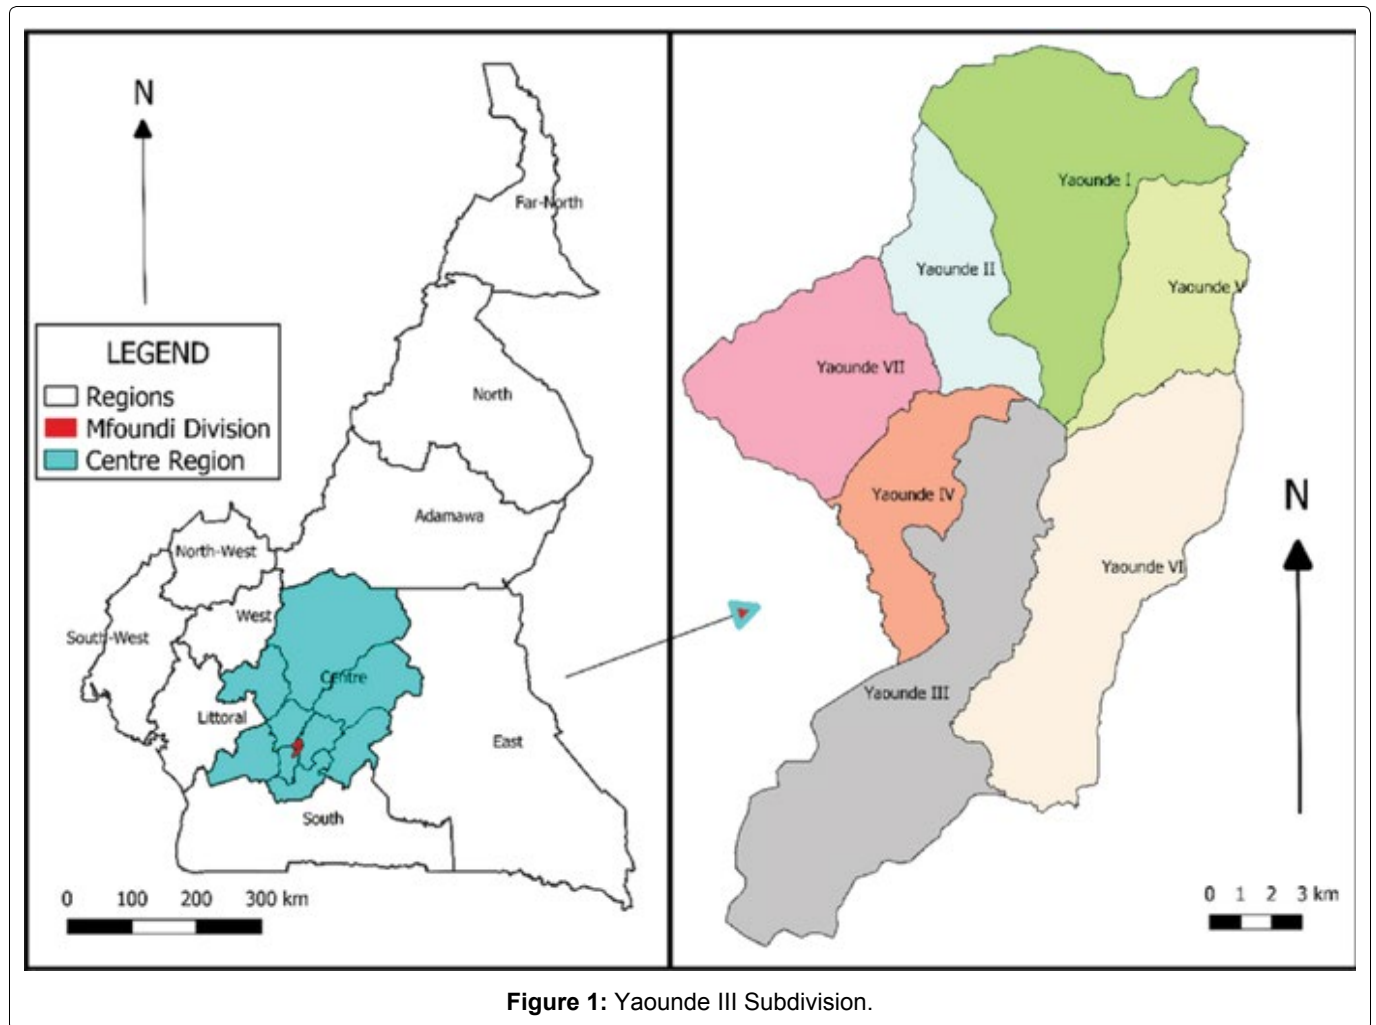 N
Far-North
LEGEND
Regions
Mfoundi Division
Centre Region
North
Adamawa
North-West
West
South-West
Centre
Littoral
East
South
0 100 200 300 km
Yaounde I
Yaounde II
Yaounde V
Yaounde VII
Yaounde IV
N
Yaounde VI
Yaounde III
0 1 2 3 km
Figure 1: Yaounde III Subdivision.